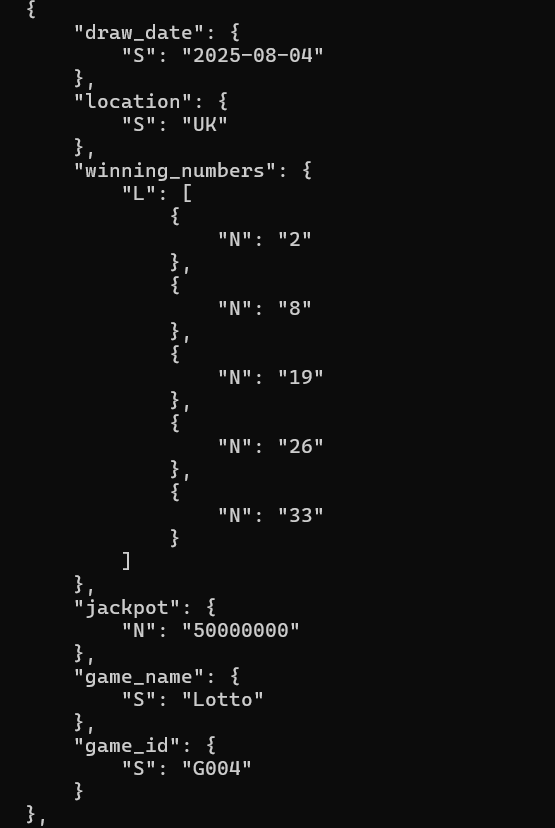 {
"draw_date": {
"S": "2025-08-04"
},
"location": {
"S": "UK"
},
"winning_numbers": {
"L": [
{
"N": "2"
},
{
"N": "8"
},
{
"N": "19"
},
{
"N": "26"
},
{
"N": "33"
}
]
},
"jackpot": {
"N": "50000000"
},
"game_name": {
"S": "Lotto"
},
"game_id": {
"S": "G004"
}
},